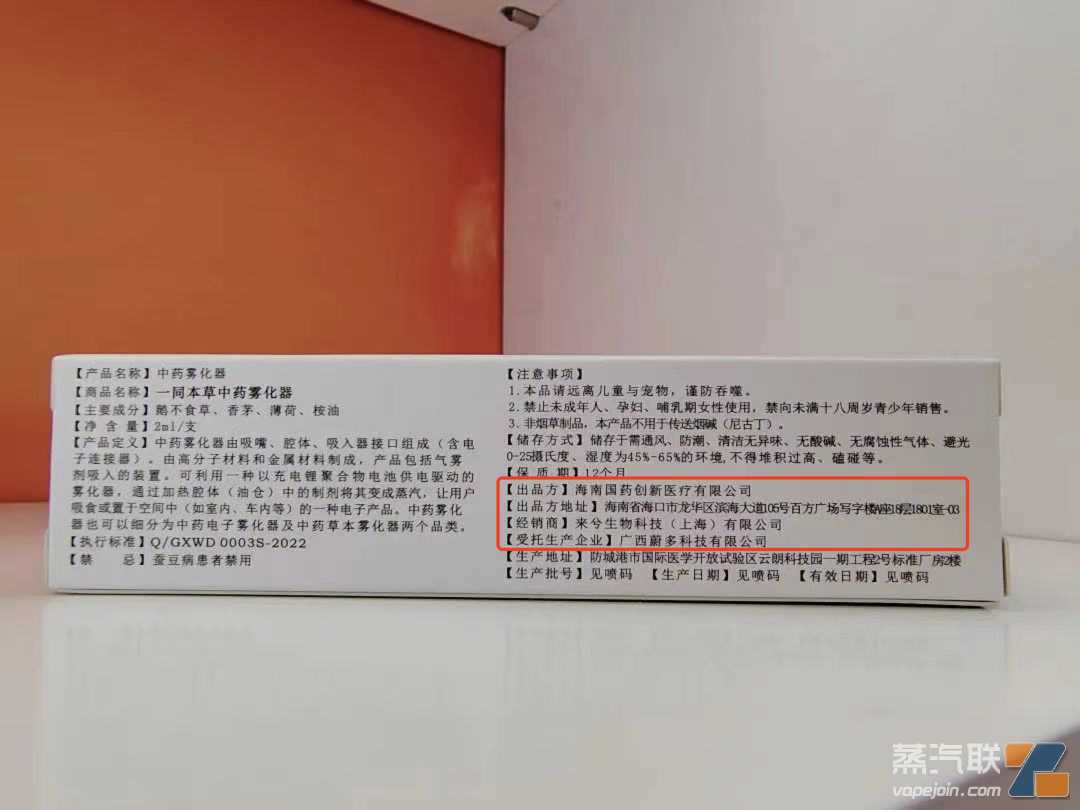 【产品名称】中药雾化器
【商品名称】一同本草中药雾化器
【主要成分】鹅不食草、香茅、薄荷、桉油
【净 含 量】2ml/支
【产品定义】中药雾化器由吸嘴、腔体、吸入器接口组成（含电
子连接器）。由高分子材料和金属材料制成，产品包括气雾
剂吸入的装置。可利用一种以充电锂聚合物电池供电驱动的
雾化器，通过加热腔体（油仓）中的制剂将其变成蒸汽，让用户
吸食或置于空间中（如室内、车内等）的一种电子产品。中药雾化
器也可以细分为中药电子雾化器及中药草本雾化器两个品类。
【执行标准】Q/GXWD 0003S-2022
【禁 忌】蚕豆病患者禁用
【注意事项】
1.本品请远离儿童与宠物，谨防吞噬。
2.禁止未成年人、孕妇、哺乳期女性使用，禁向未满十八周岁青少年销售。
3.非烟草制品，本产品不用于传送烟碱（尼古丁）。
【储存方式】储存于需通风、防潮、清洁无异味、无酸碱、无腐蚀性气体、避光
0-25摄氏度、湿度为45%-65%的环境,不得堆积过高、磕碰等。
【保 质 期】12个月
【出品方】海南国药创新医疗有限公司
【出品方地址】海南省海口市龙华区滨海大道105号百方广场写字楼A座18层1801室-03
【经销商】来兮生物科技（上海）有限公司
【受托生产企业】广西蔚多科技有限公司
【生产地址】防城港市国际医学开放试验区云朗科技园一期工程2号标准厂房2楼
【生产批号】见喷码 【生产日期】见喷码 【有效日期】见喷码
蒸汽联
vapejoin.com